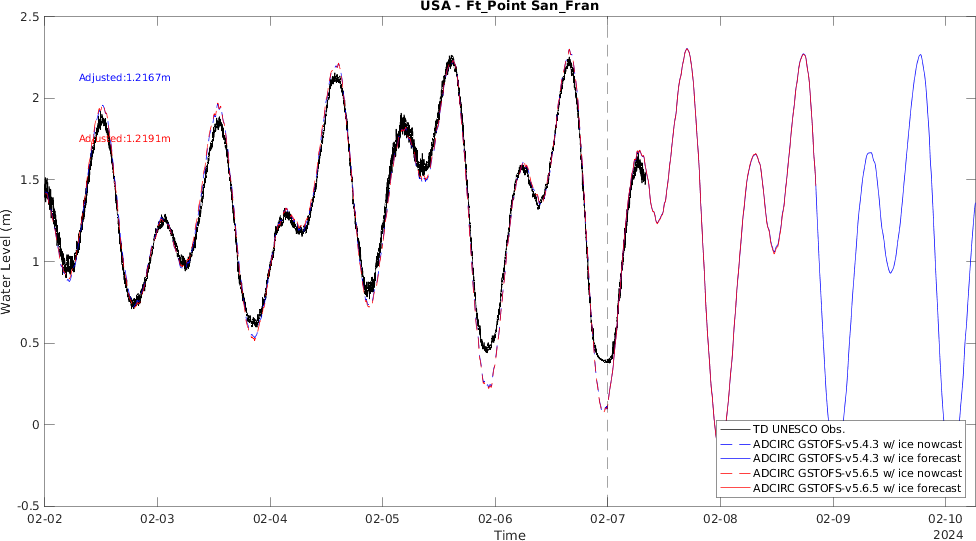 USA - Ft_Point San_Fran
2.5
2
1.5
1
0.5
0
-0.5
Water Level (m)
Adjusted:1.2167m
Adjusted:1.2191m
TD UNESCO Obs.
ADCIRC GSTOFS-v5.4.3 w/ ice nowcast
ADCIRC GSTOFS-v5.4.3 w/ ice forecast
ADCIRC GSTOFS-v5.6.5 w/ ice nowcast
ADCIRC GSTOFS-v5.6.5 w/ ice forecast
02-02 02-03 02-04 02-05 02-06 02-07 02-08 02-09 02-10
Time
2024